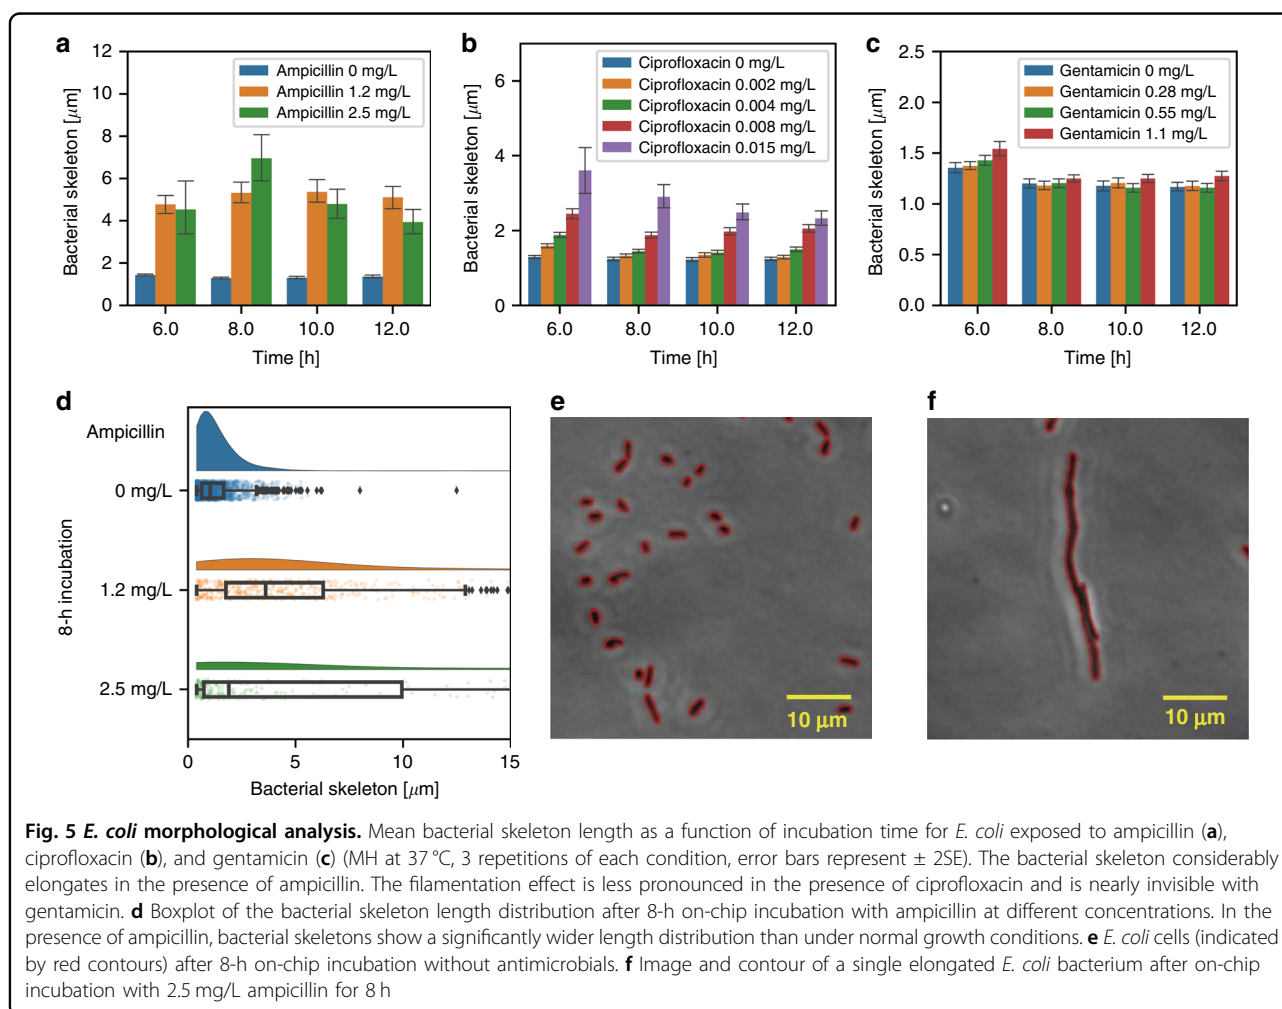 a
12
10
8
6
4
2
0
Bacterial skeleton [μm]
Ampicillin 0 mg/L
Ampicillin 1.2 mg/L
Ampicillin 2.5 mg/L
6.0 8.0 10.0 12.0
Time [h]
b
6
4
2
0
Bacterial skeleton [μm]
Ciprofloxacin 0 mg/L
Ciprofloxacin 0.002 mg/L
Ciprofloxacin 0.004 mg/L
Ciprofloxacin 0.008 mg/L
Ciprofloxacin 0.015 mg/L
6.0 8.0 10.0 12.0
Time [h]
c
2.5
2.0
1.5
1.0
0.5
0.0
Bacterial skeleton [μm]
Gentamicin 0 mg/L
Gentamicin 0.28 mg/L
Gentamicin 0.55 mg/L
Gentamicin 1.1 mg/L
6.0 8.0 10.0 12.0
Time [h]
d
Ampicillin
0 mg/L
1.2 mg/L
2.5 mg/L
8-h incubation
0 5 10 15
Bacterial skeleton [μm]
e
10 μm
f
10 μm
Fig. 5 E. coli morphological analysis. Mean bacterial skeleton length as a function of incubation time for E. coli exposed to ampicillin (a),
ciprofloxacin (b), and gentamicin (c) (MH at 37 °C, 3 repetitions of each condition, error bars represent ± 2SE). The bacterial skeleton considerably
elongates in the presence of ampicillin. The filamentation effect is less pronounced in the presence of ciprofloxacin and is nearly invisible with
gentamicin. d Boxplot of the bacterial skeleton length distribution after 8-h on-chip incubation with ampicillin at different concentrations. In the
presence of ampicillin, bacterial skeletons show a significantly wider length distribution than under normal growth conditions. e E. coli cells (indicated
by red contours) after 8-h on-chip incubation without antimicrobials. f Image and contour of a single elongated E. coli bacterium after on-chip
incubation with 2.5 mg/L ampicillin for 8 h